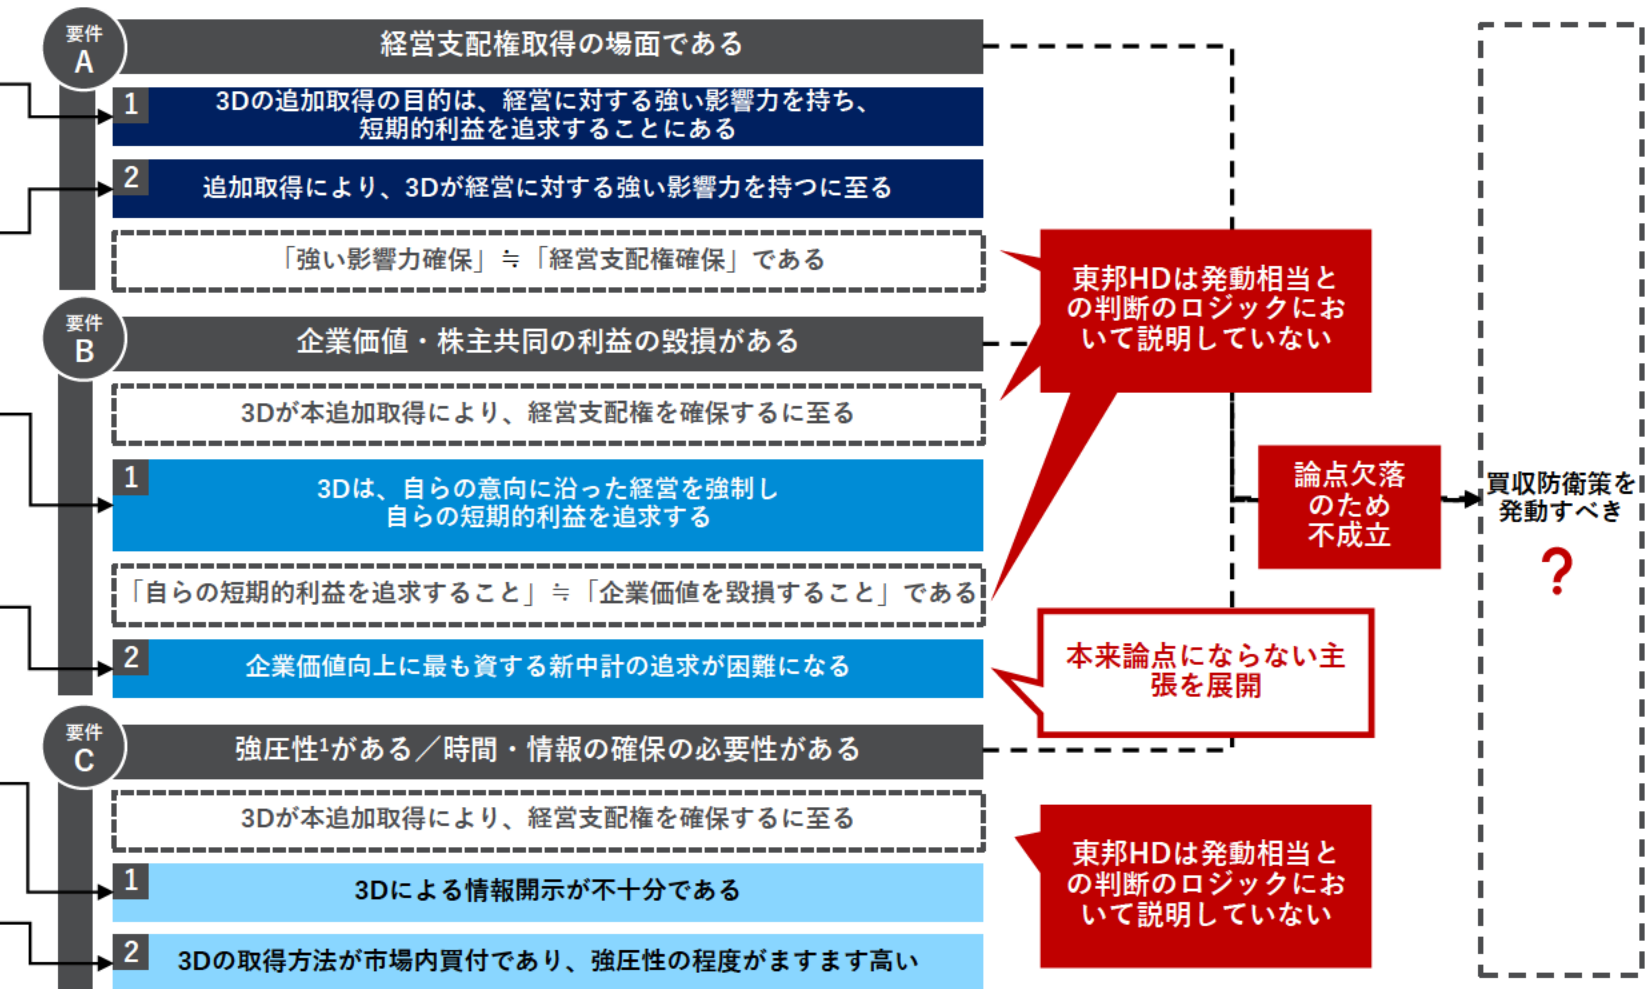 要件
A
経営支配権取得の場面である
1
3Dの追加取得の目的は、経営に対する強い影響力を持ち、
短期的利益を追求することにある
2
追加取得により、3Dが経営に対する強い影響力を持つに至る
「強い影響力確保」≒「経営支配権確保」である
東邦HDは発動相当と
の判断のロジックにお
いて説明していない
要件
B
企業価値・株主共同の利益の毀損がある
3Dが本追加取得により、経営支配権を確保するに至る
1
3Dは、自らの意向に沿った経営を強制し
自らの短期的利益を追求する
「自らの短期的利益を追求すること」≒「企業価値を毀損すること」である
2
企業価値向上に最も資する新中計の追求が困難になる
本来論点にならない主
張を展開
論点欠落
のため
不成立
買収防衛策を
発動すべき
?
要件
C
強圧性1がある／時間・情報の確保の必要性がある
3Dが本追加取得により、経営支配権を確保するに至る
1
3Dによる情報開示が不十分である
2
3Dの取得方法が市場内買付であり、強圧性の程度がますます高い
東邦HDは発動相当と
の判断のロジックにお
いて説明していない